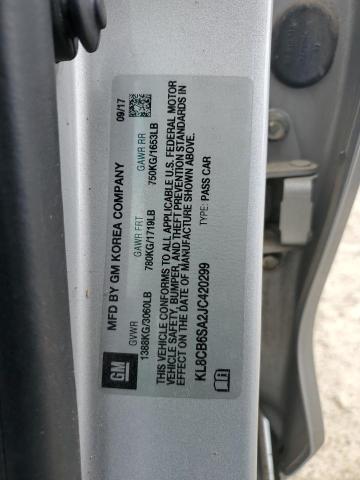 MFD BY GM KOREA COMPANY 09/17
GVWR GAWR FRT GAWR RR
1388KG/3060LB 780KG/1719LB 750KG/1653LB
THIS VEHICLE CONFORMS TO ALL APPLICABLE U.S. FEDERAL MOTOR
VEHICLE SAFETY, BUMPER, AND THEFT PREVENTION STANDARDS IN
EFFECT ON THE DATE OF MANUFACTURE SHOWN ABOVE.
KL8CB6SA2JC420299 TYPE: PASS CAR
GM